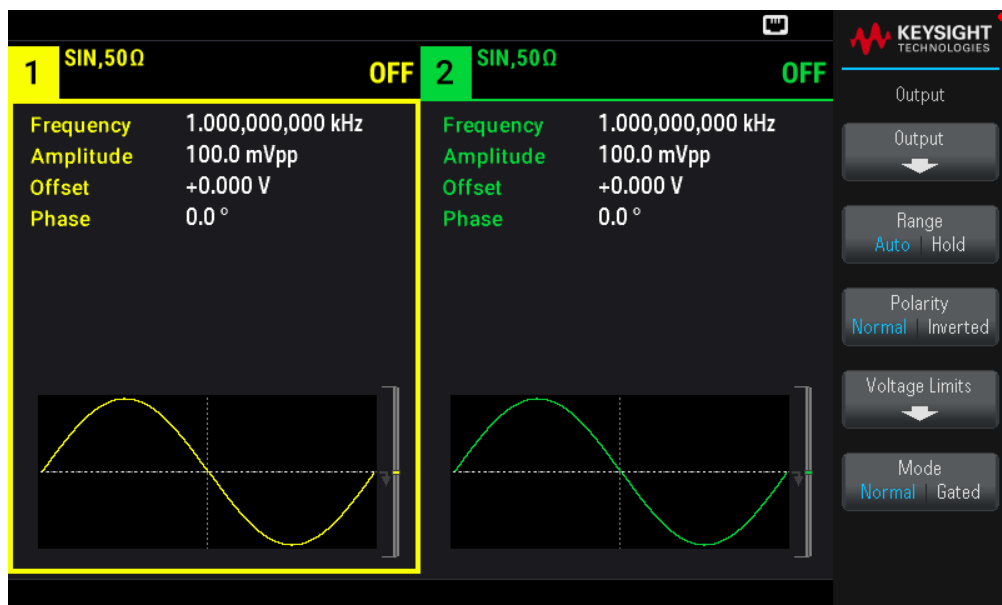 1 SIN,50Ω OFF
Frequency 1.000,000,000 kHz
Amplitude 100.0 mVpp
Offset +0.000 V
Phase 0.0 °
2 SIN,50Ω OFF
Frequency 1.000,000,000 kHz
Amplitude 100.0 mVpp
Offset +0.000 V
Phase 0.0 °
KEYSIGHT
TECHNOLOGIES
Output
Output
Range
Auto | Hold
Polarity
Normal | Inverted
Voltage Limits
Mode
Normal | Gated